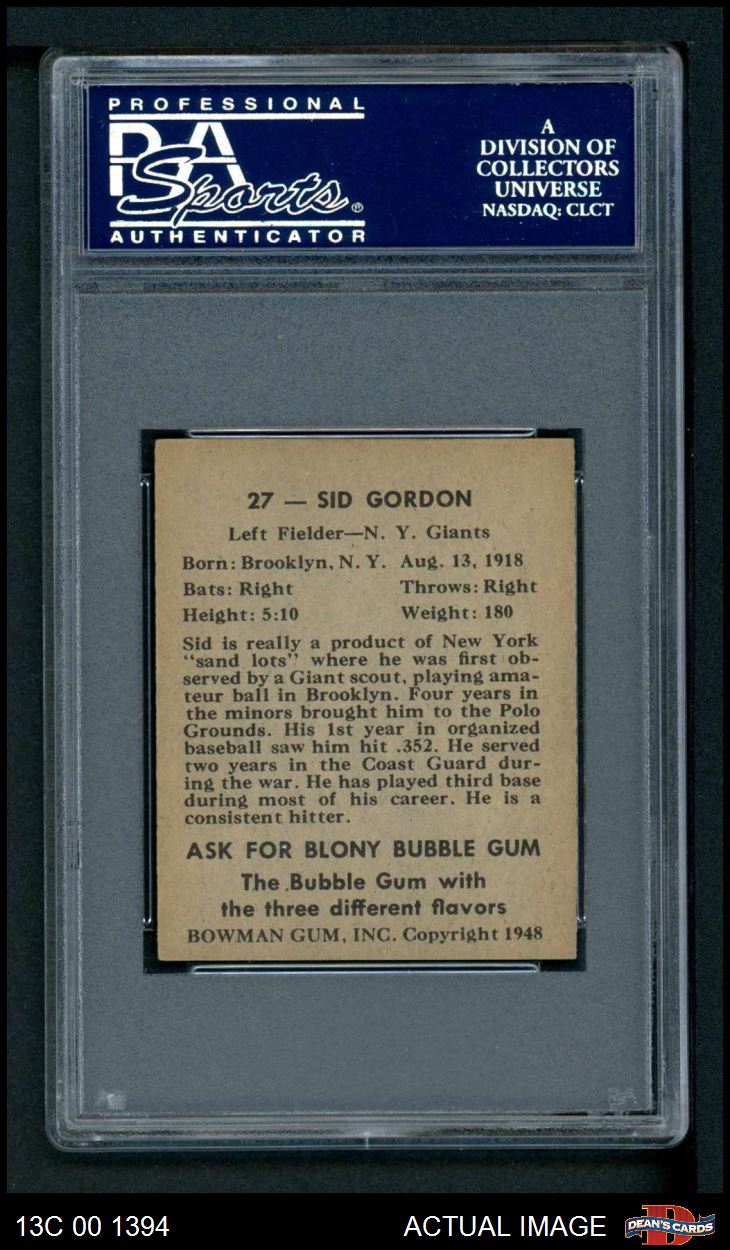 PROFESSIONAL
PSA
Sports ®
AUTHENTICATOR
A
DIVISION OF
COLLECTORS
UNIVERSE
NASDAQ: CLCT
27 — SID GORDON
Left Fielder—N. Y. Giants
Born: Brooklyn, N. Y. Aug. 13, 1918
Bats: Right Throws: Right
Height: 5:10 Weight: 180
Sid is really a product of New York
"sand lots" where he was first ob-
served by a Giant scout, playing ama-
teur ball in Brooklyn. Four years in
the minors brought him to the Polo
Grounds. His 1st year in organized
baseball saw him hit .352. He served
two years in the Coast Guard dur-
ing the war. He has played third base
during most of his career. He is a
consistent hitter.
ASK FOR BLONY BUBBLE GUM
The Bubble Gum with
the three different flavors
BOWMAN GUM, INC. Copyright 1948
PSA
13C 00 1394 ACTUAL IMAGE
D
DEAN'S CARDS